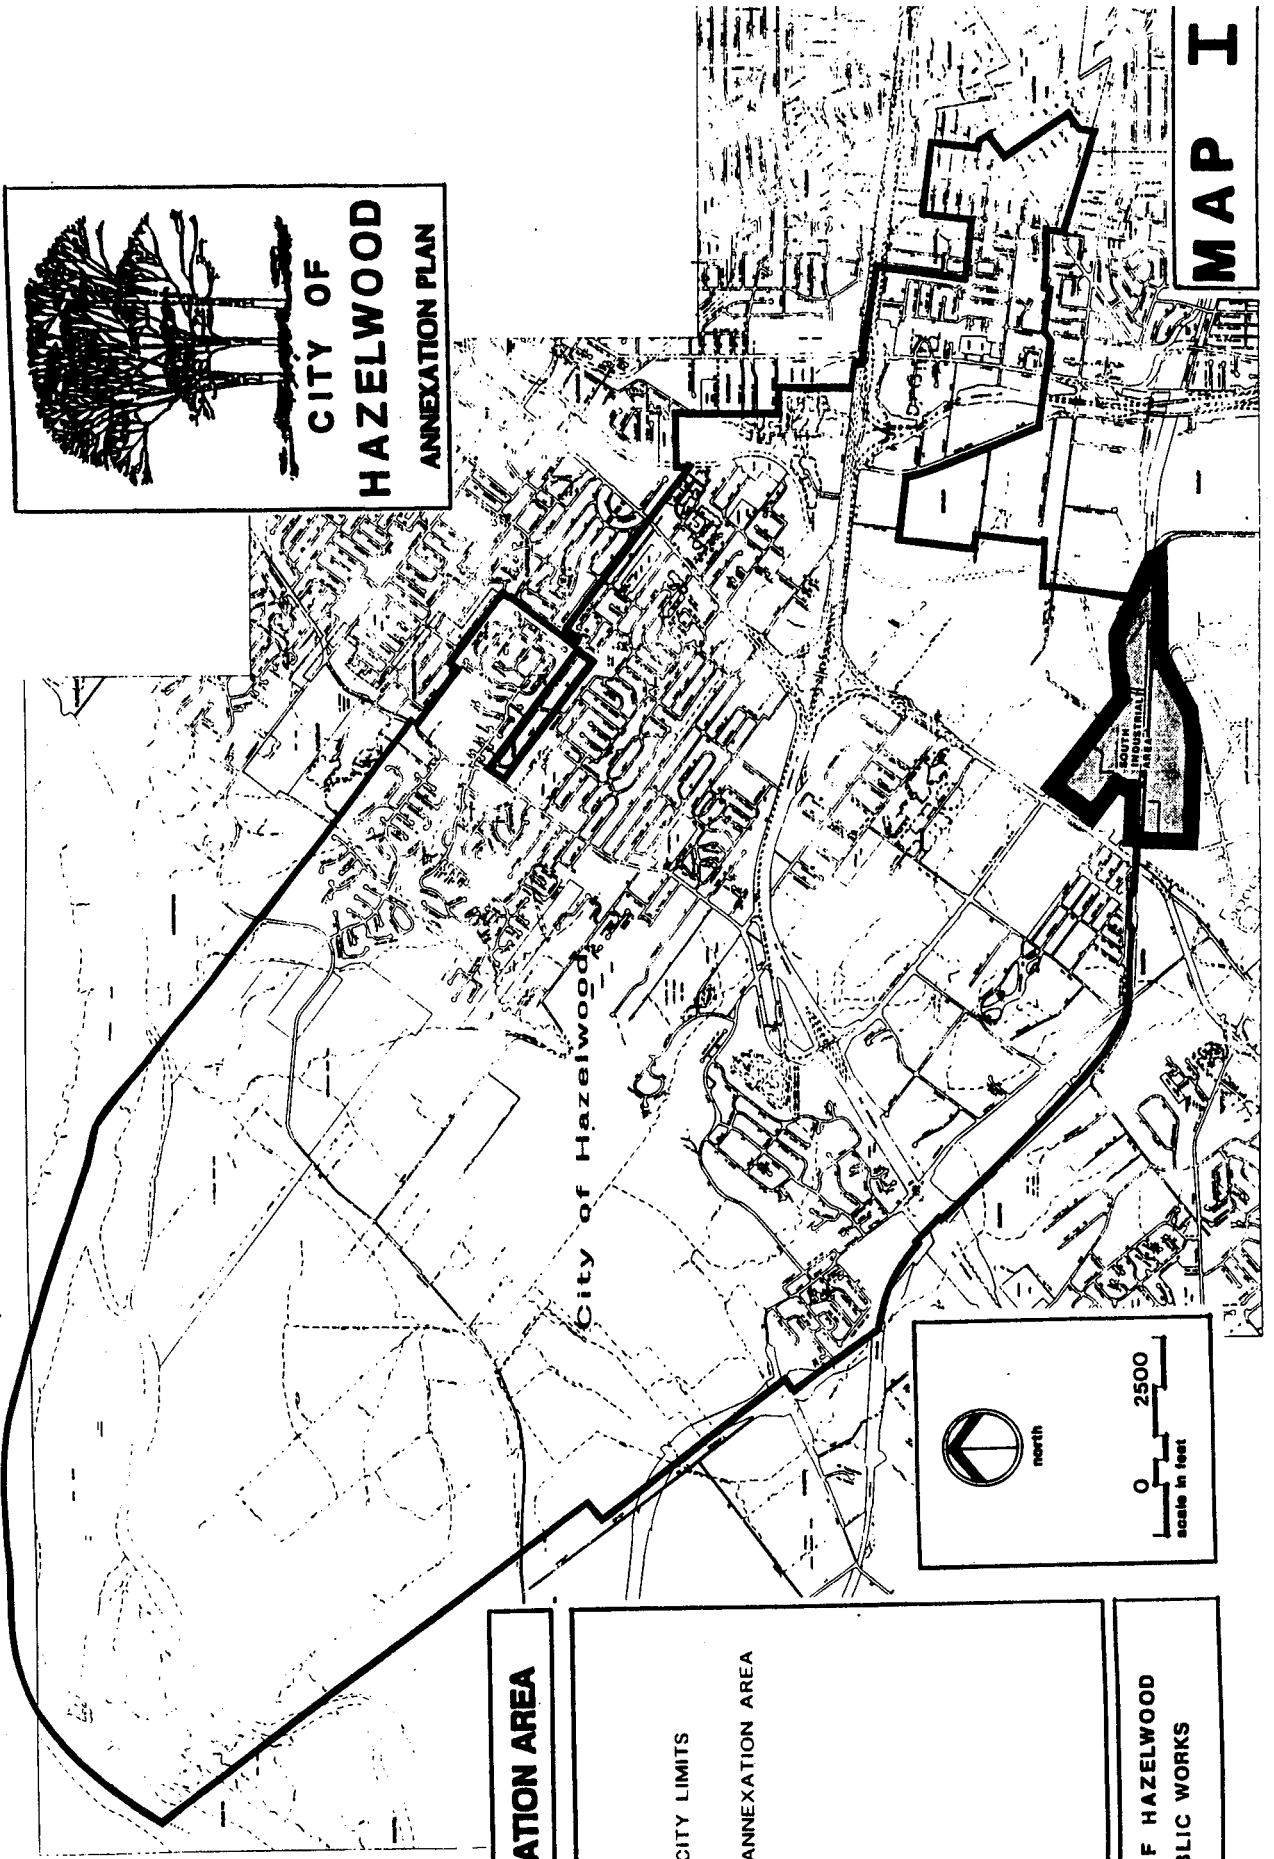 CITY OF
HAZELWOOD
ANNEXATION PLAN
MAP I
City of Hazelwood
SOUTH
INDUSTRIAL
AREA
north
0 2500
scale in feet
ATION AREA
CITY LIMITS
ANNEXATION AREA
F HAZELWOOD
BLIC WORKS